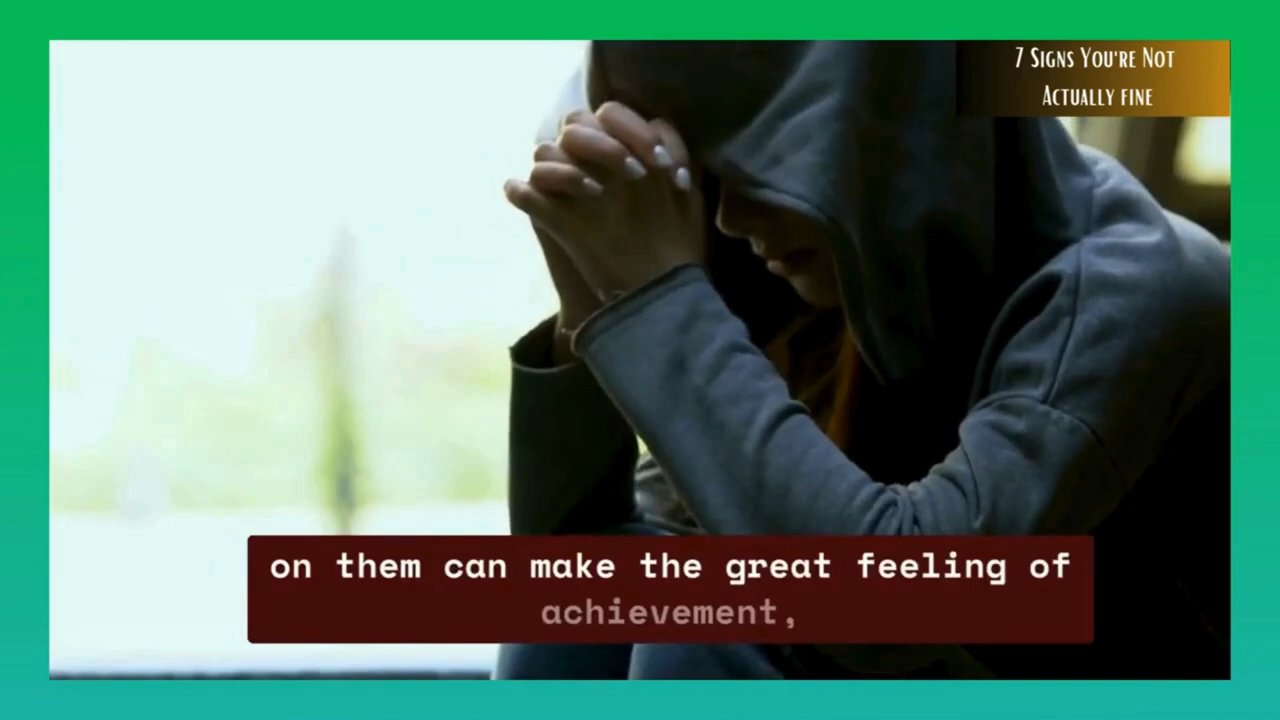 7 Signs You're Not
Actually fine
on them can make the great feeling of
achievement,